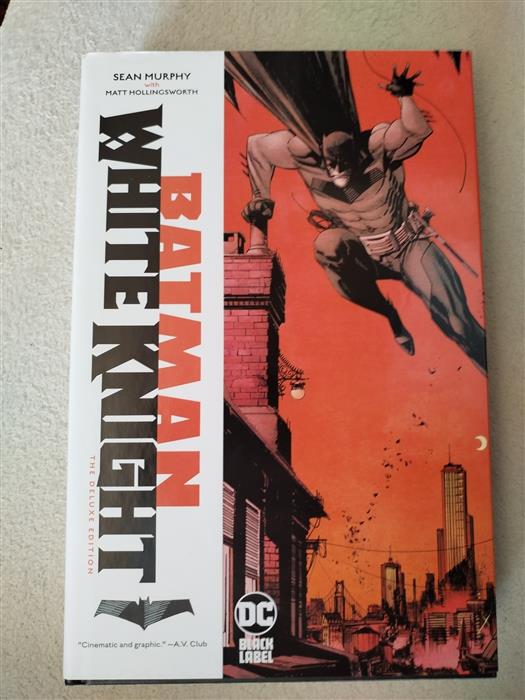 SEAN MURPHY
with
MATT HOLLINGSWORTH
BATMAN
WHITE KNIGHT
THE DELUXE EDITION
"Cinematic and graphic." —A.V. Club
DC
BLACK
LABEL